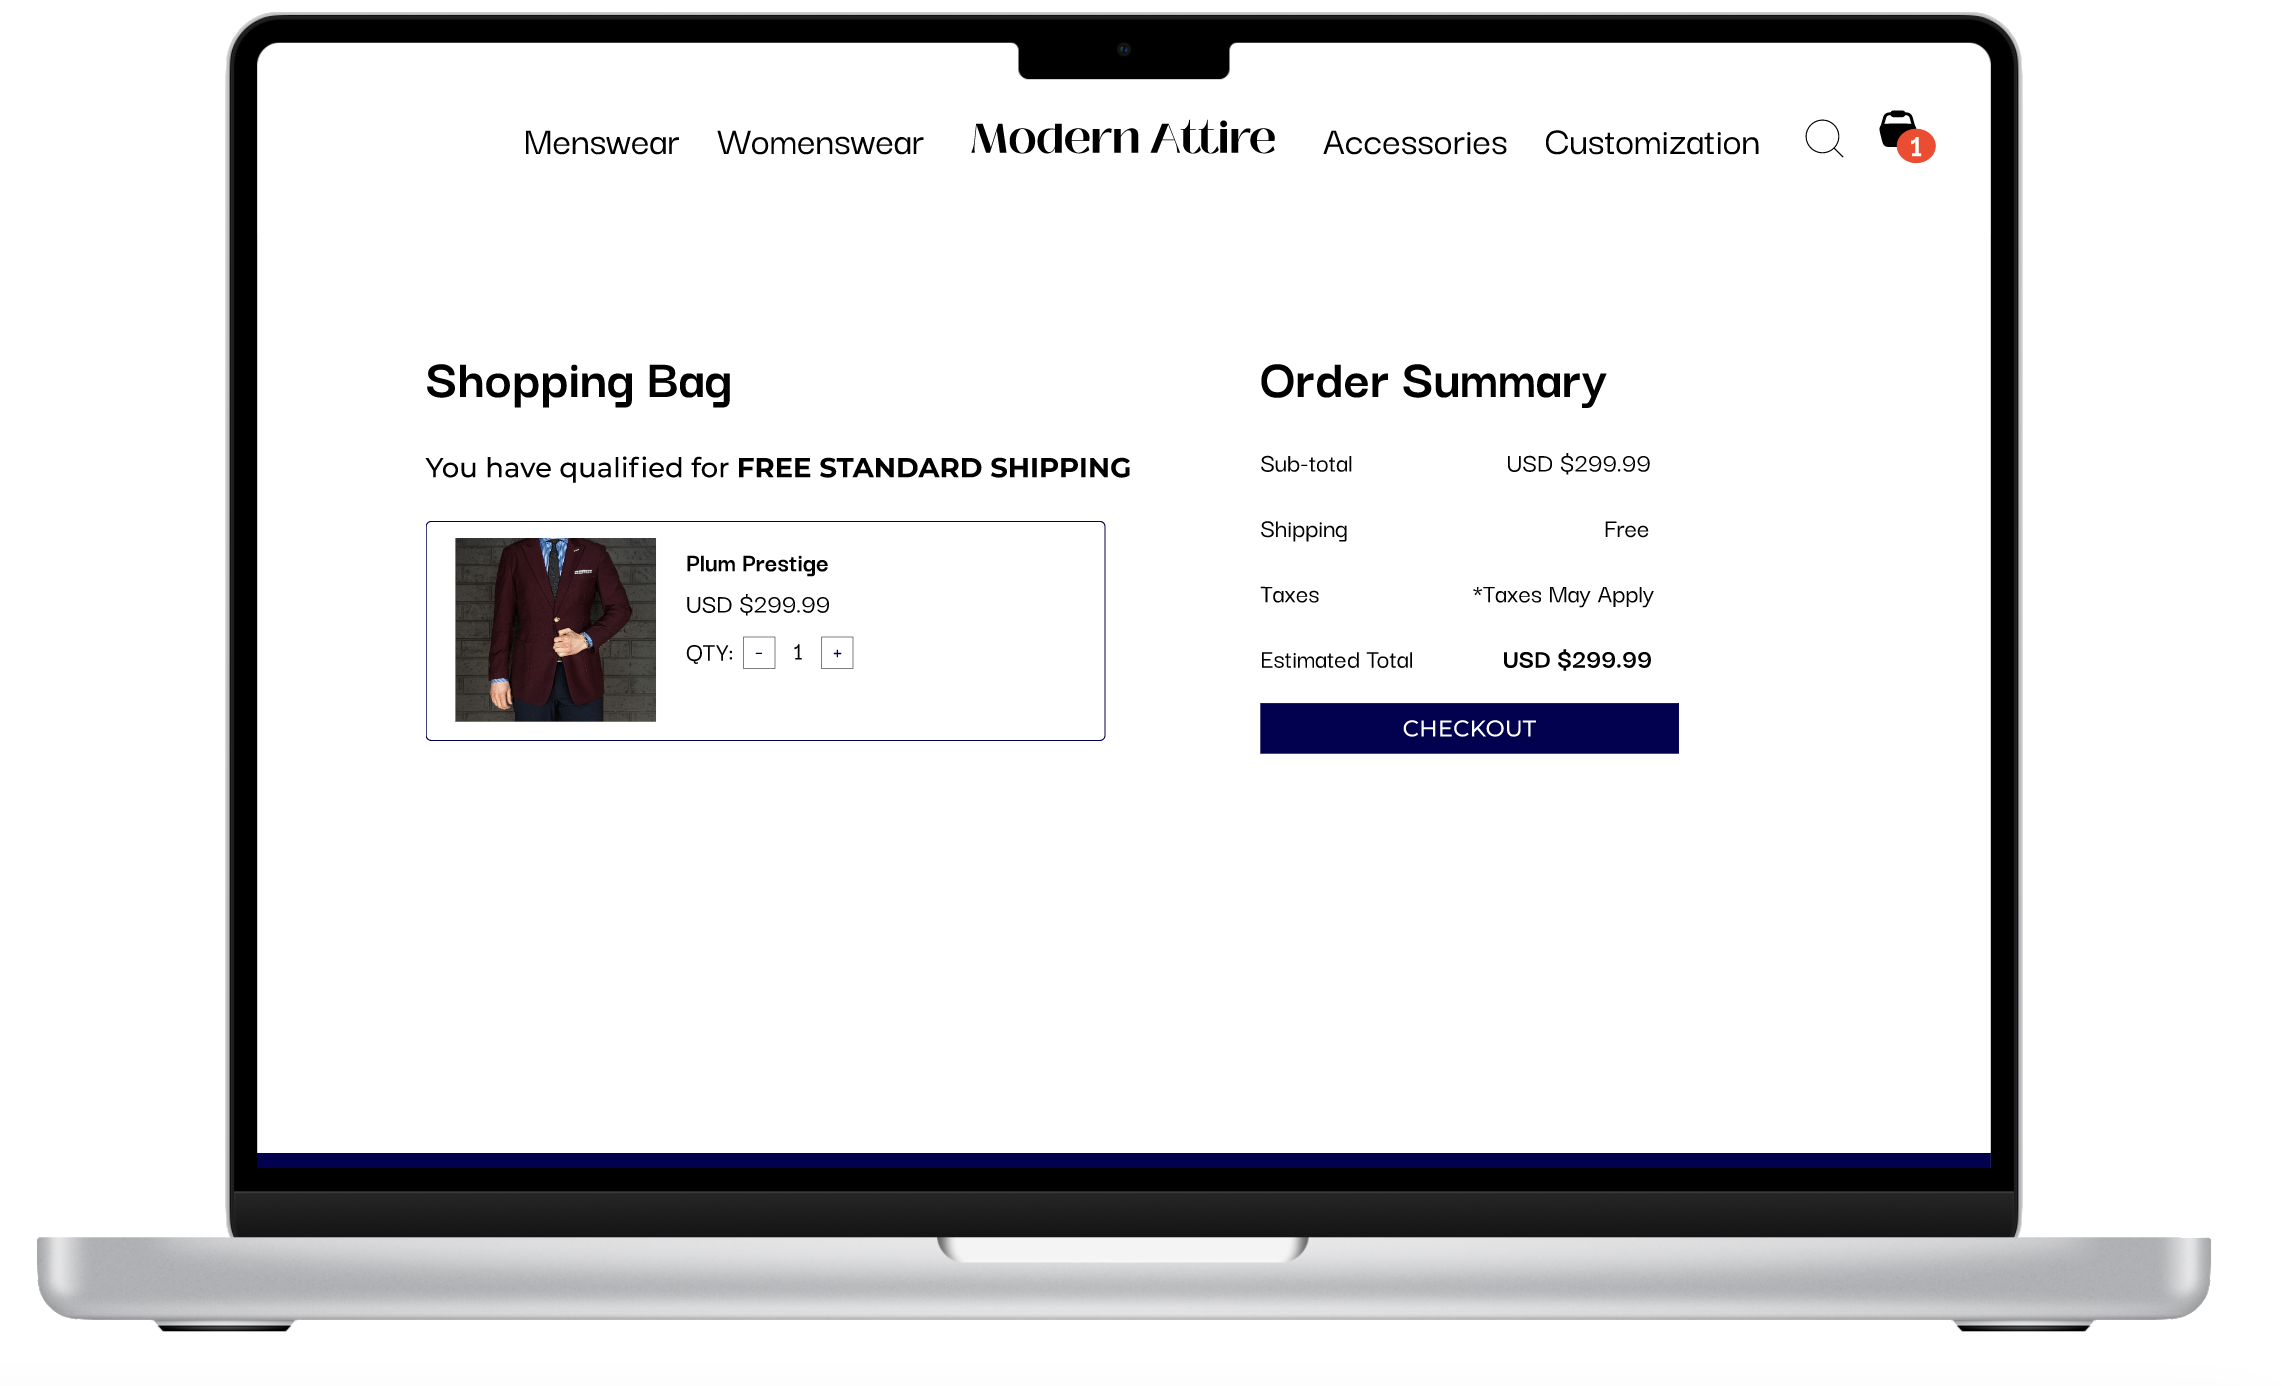 Menswear Womenswear Modern Attire Accessories Customization 1
Shopping Bag
You have qualified for FREE STANDARD SHIPPING
Plum Prestige
USD $299.99
QTY: - 1 +
Order Summary
Sub-total USD $299.99
Shipping Free
Taxes *Taxes May Apply
Estimated Total USD $299.99
CHECKOUT